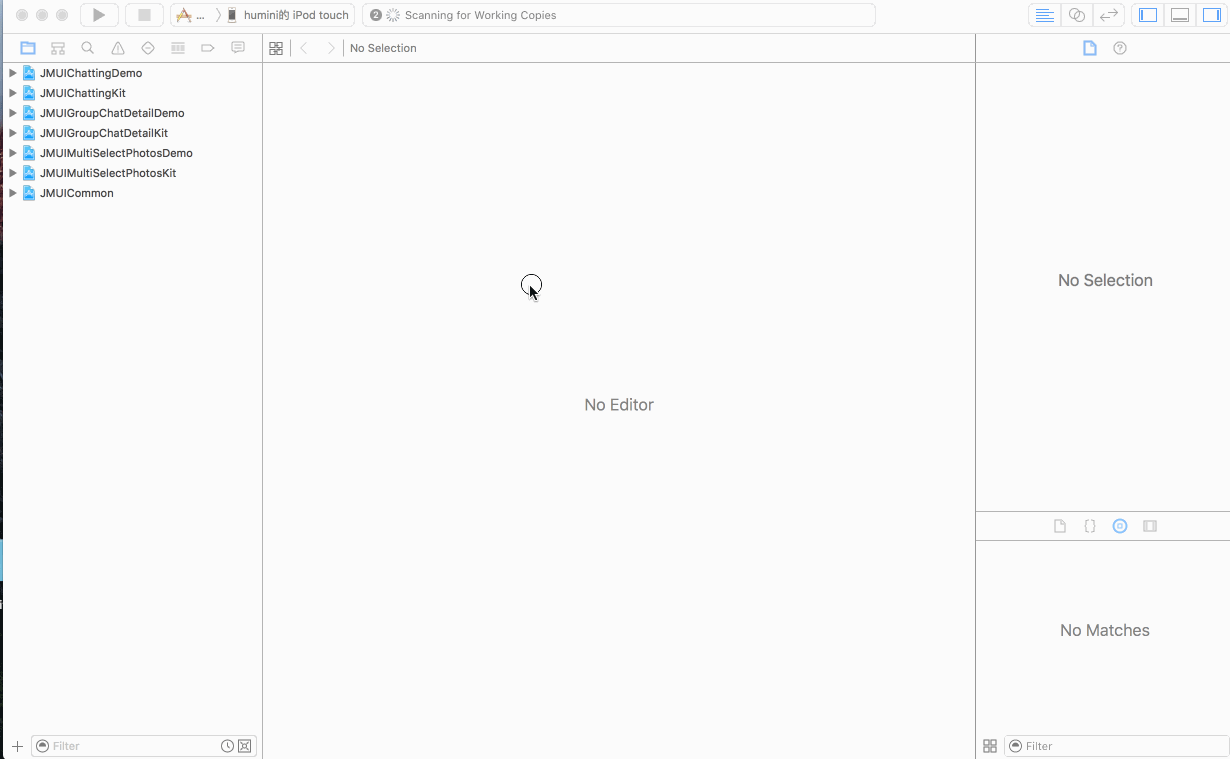 ... humini的 iPod touch
2 Scanning for Working Copies
No Selection
JMUIChattingDemo
JMUIChattingKit
JMUIGroupChatDetailDemo
JMUIGroupChatDetailKit
JMUIMultiSelectPhotosDemo
JMUIMultiSelectPhotosKit
JMUICommon
No Editor
No Selection
{}
No Matches
Filter
Filter